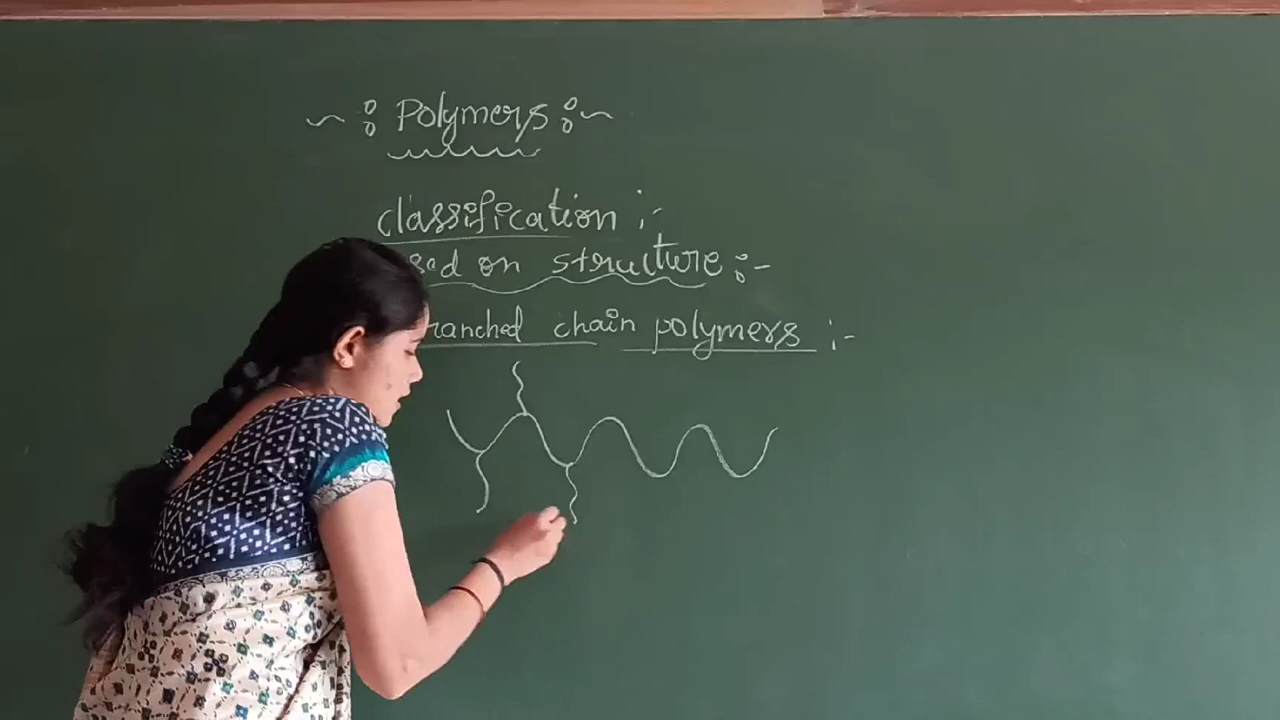 ~ : Polymers : ~
classification :-
sed on structure :-
ranched chain polymers :-